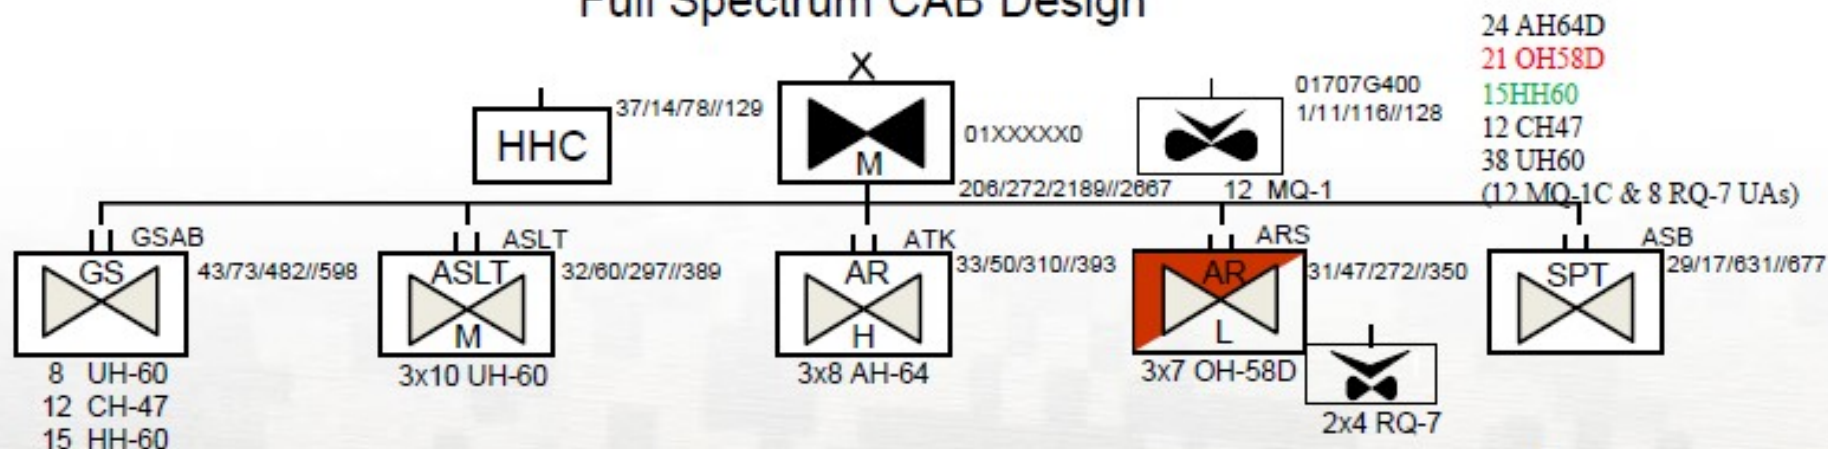 Full Spectrum CAB Design
24 AH64D
21 OH58D
15HH60
12 CH47
38 UH60
(12 MQ-1C & 8 RQ-7 UAs)
X
HHC
37/14/78//129
M
01XXXXX0
206/272/2189//2667
01707G400
1/11/116//128
12 MQ-1
GSAB
GS
43/73/482//598
8 UH-60
12 CH-47
15 HH-60
ASLT
ASLT
M
32/60/297//389
3x10 UH-60
ATK
AR
H
33/50/310//393
3x8 AH-64
ARS
AR
L
31/47/272//350
3x7 OH-58D
2x4 RQ-7
ASB
SPT
29/17/631//677